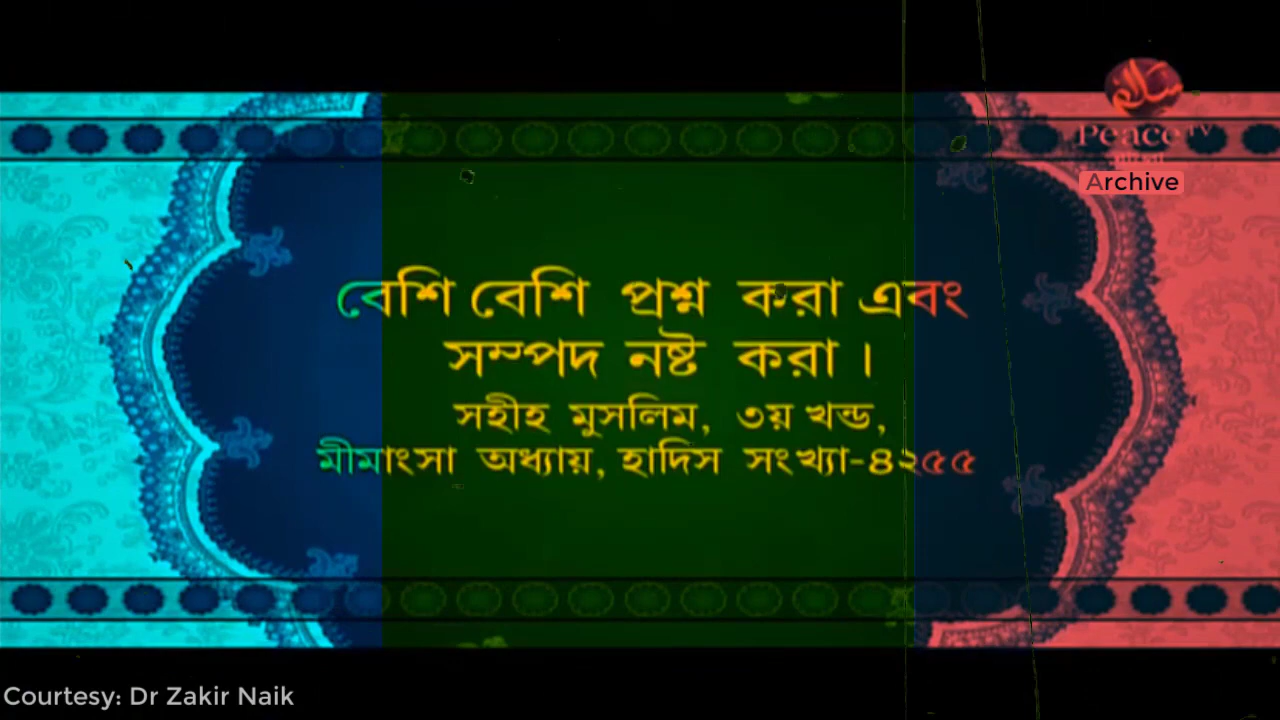 سلام
Peace TV
বাংলা
Archive
বেশি বেশি প্রশ্ন করা এবং
সম্পদ নষ্ট করা ।
সহীহ মুসলিম, ৩য় খন্ড,
মীমাংসা অধ্যায়, হাদিস সংখ্যা-৪২৫৫
Courtesy: Dr Zakir Naik